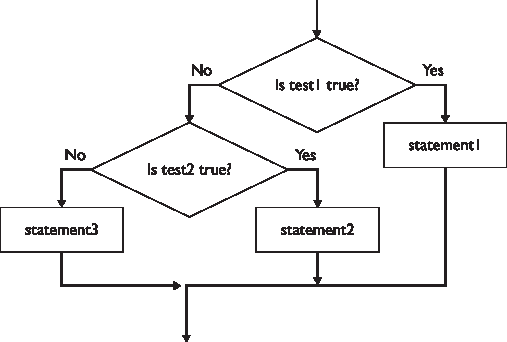 No
Yes
Is test1 true?
statement1
No
Yes
Is test2 true?
statement3
statement2